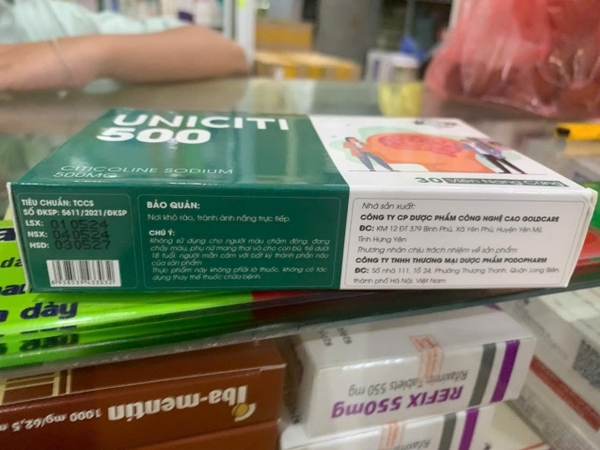 UNICITI
500
CITICOLINE SODIUM
500MG
30 Viên Nang Cứng
TIÊU CHUẨN: TCCS
SỐ ĐKSP: 5611/2021/ĐKSP
LSX: 010524
NSX: 040524
HSD: 030527
BẢO QUẢN:
Nơi khô ráo, tránh ánh nắng trực tiếp.
CHÚ Ý:
Không sử dụng cho người máu chậm đông, đang
chảy máu, phụ nữ mang thai và cho con bú, trẻ dưới
18 tuổi, người mẫn cảm với bất kỳ thành phần nào
của sản phẩm
Thực phẩm này không phải là thuốc, không có tác
dụng thay thế thuốc chữa bệnh.
Nhà sản xuất:
CÔNG TY CP DƯỢC PHẨM CÔNG NGHỆ CAO GOLDCARE
ĐC: KM 12 ĐT 379 Bình Phú, Xã Yên Phú, Huyện Yên Mỹ,
Tỉnh Hưng Yên
Thương nhân chịu trách nhiệm về sản phẩm:
CÔNG TY TNHH THƯƠNG MẠI DƯỢC PHẨM PODOPHARM
ĐC: Số nhà 111, Tổ 24, Phường Thượng Thanh, Quận Long Biên,
thành phố Hà Nội, Việt Nam
dạ dày
Iba-mentin
1000 mg/62,5 m
REFIX 550mg
Rifaximin Tablets 550 mg